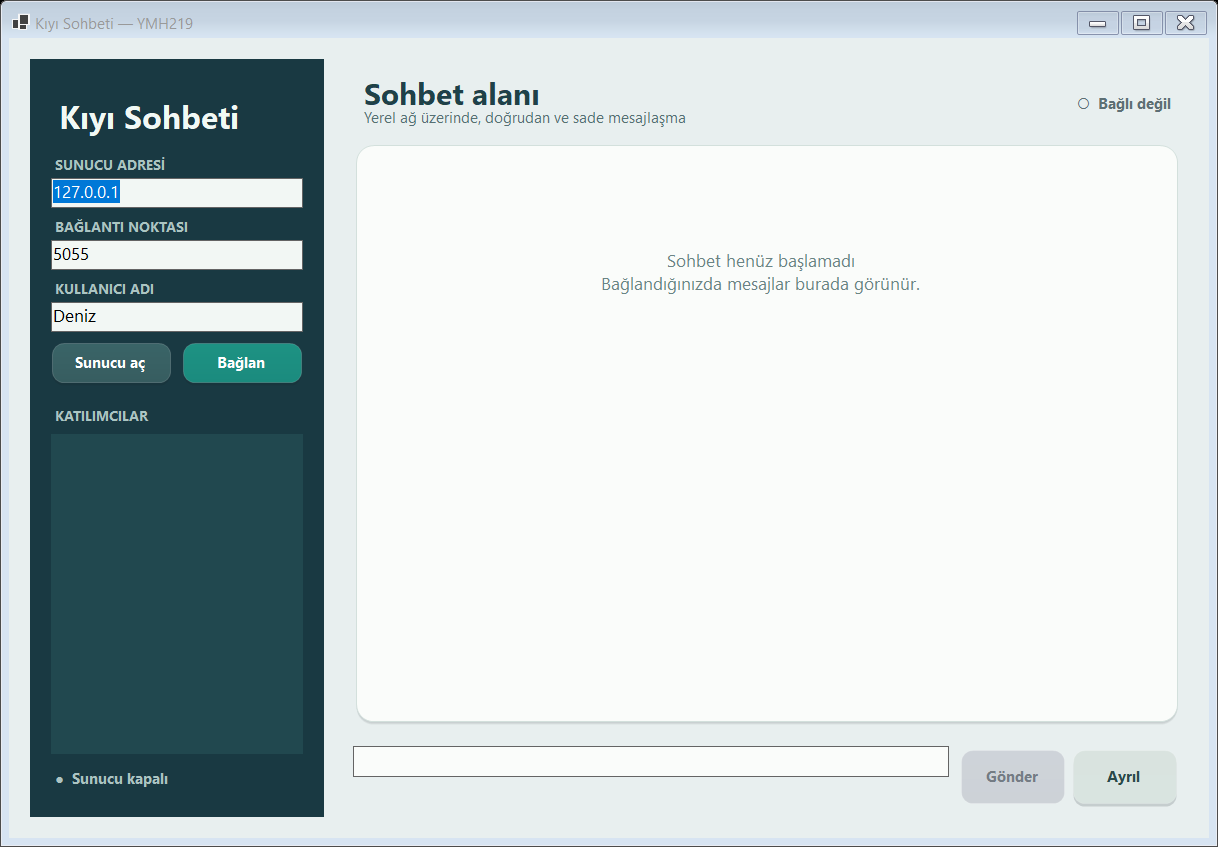 Kıyı Sohbeti — YMH219
Kıyı Sohbeti
SUNUCU ADRESİ
127.0.0.1
BAĞLANTI NOKTASI
5055
KULLANICI ADI
Deniz
Sunucu aç
Bağlan
KATILIMCILAR
● Sunucu kapalı
Sohbet alanı
Yerel ağ üzerinde, doğrudan ve sade mesajlaşma
○ Bağlı değil
Sohbet henüz başlamadı
Bağlandığınızda mesajlar burada görünür.
Gönder
Ayrıl